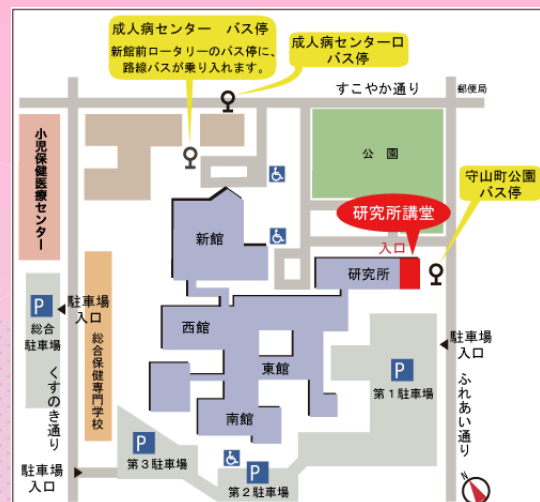 成人病センター　バス停
新館前ロータリーのバス停に、
路線バスが乗り入れます。
成人病センター口
バス停
すこやか通り
郵便局
小児保健医療センター
公園
守山町公園
バス停
研究所講堂
入口
新館
研究所
P
総合
駐車場
駐車場
入口
総合保健専門学校
西館
東館
駐車場
入口
P
第1駐車場
くすのき通り
ふれあい通り
南館
P
第3駐車場
P
第2駐車場
駐車場
入口
N